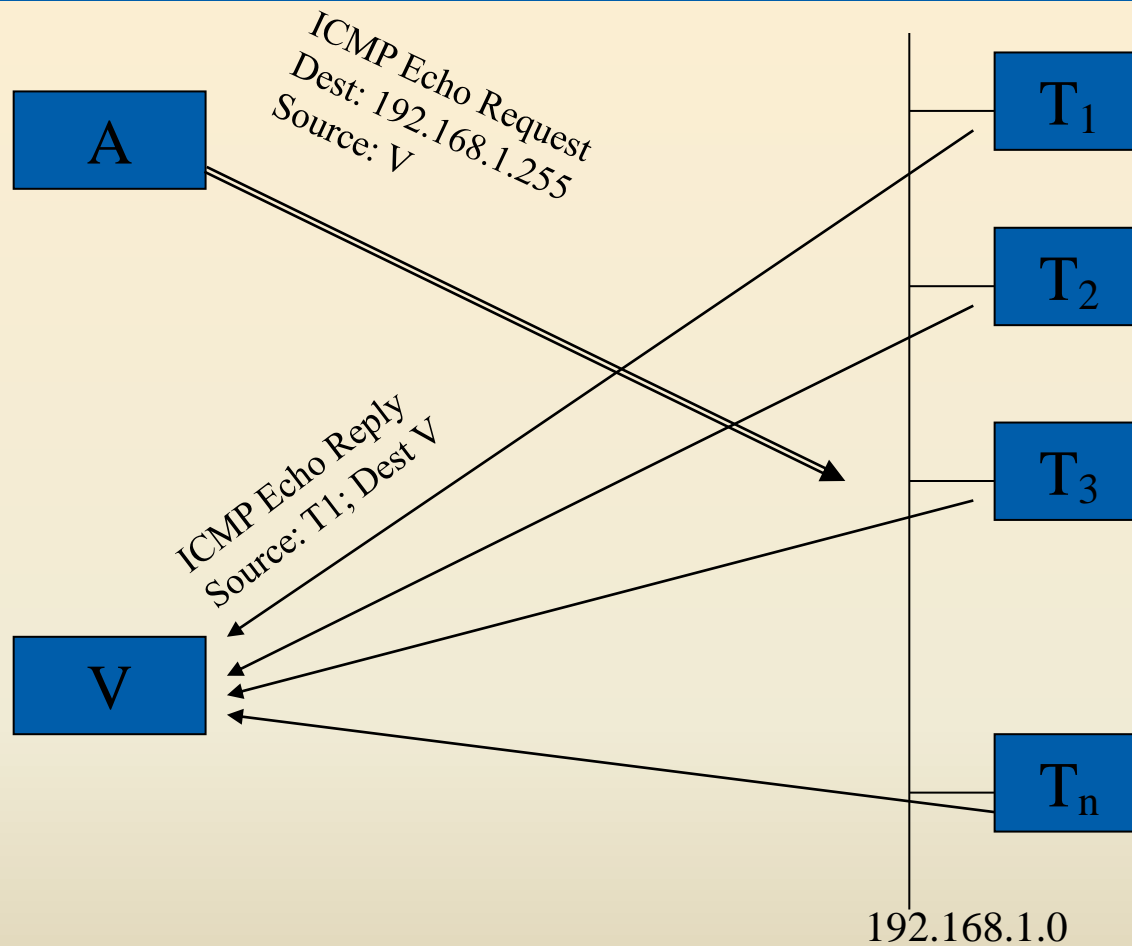 ICMP Echo Request
Dest: 192.168.1.255
Source: V
A
T1
T2
T3
ICMP Echo Reply
Source: T1; Dest V
V
Tn
192.168.1.0